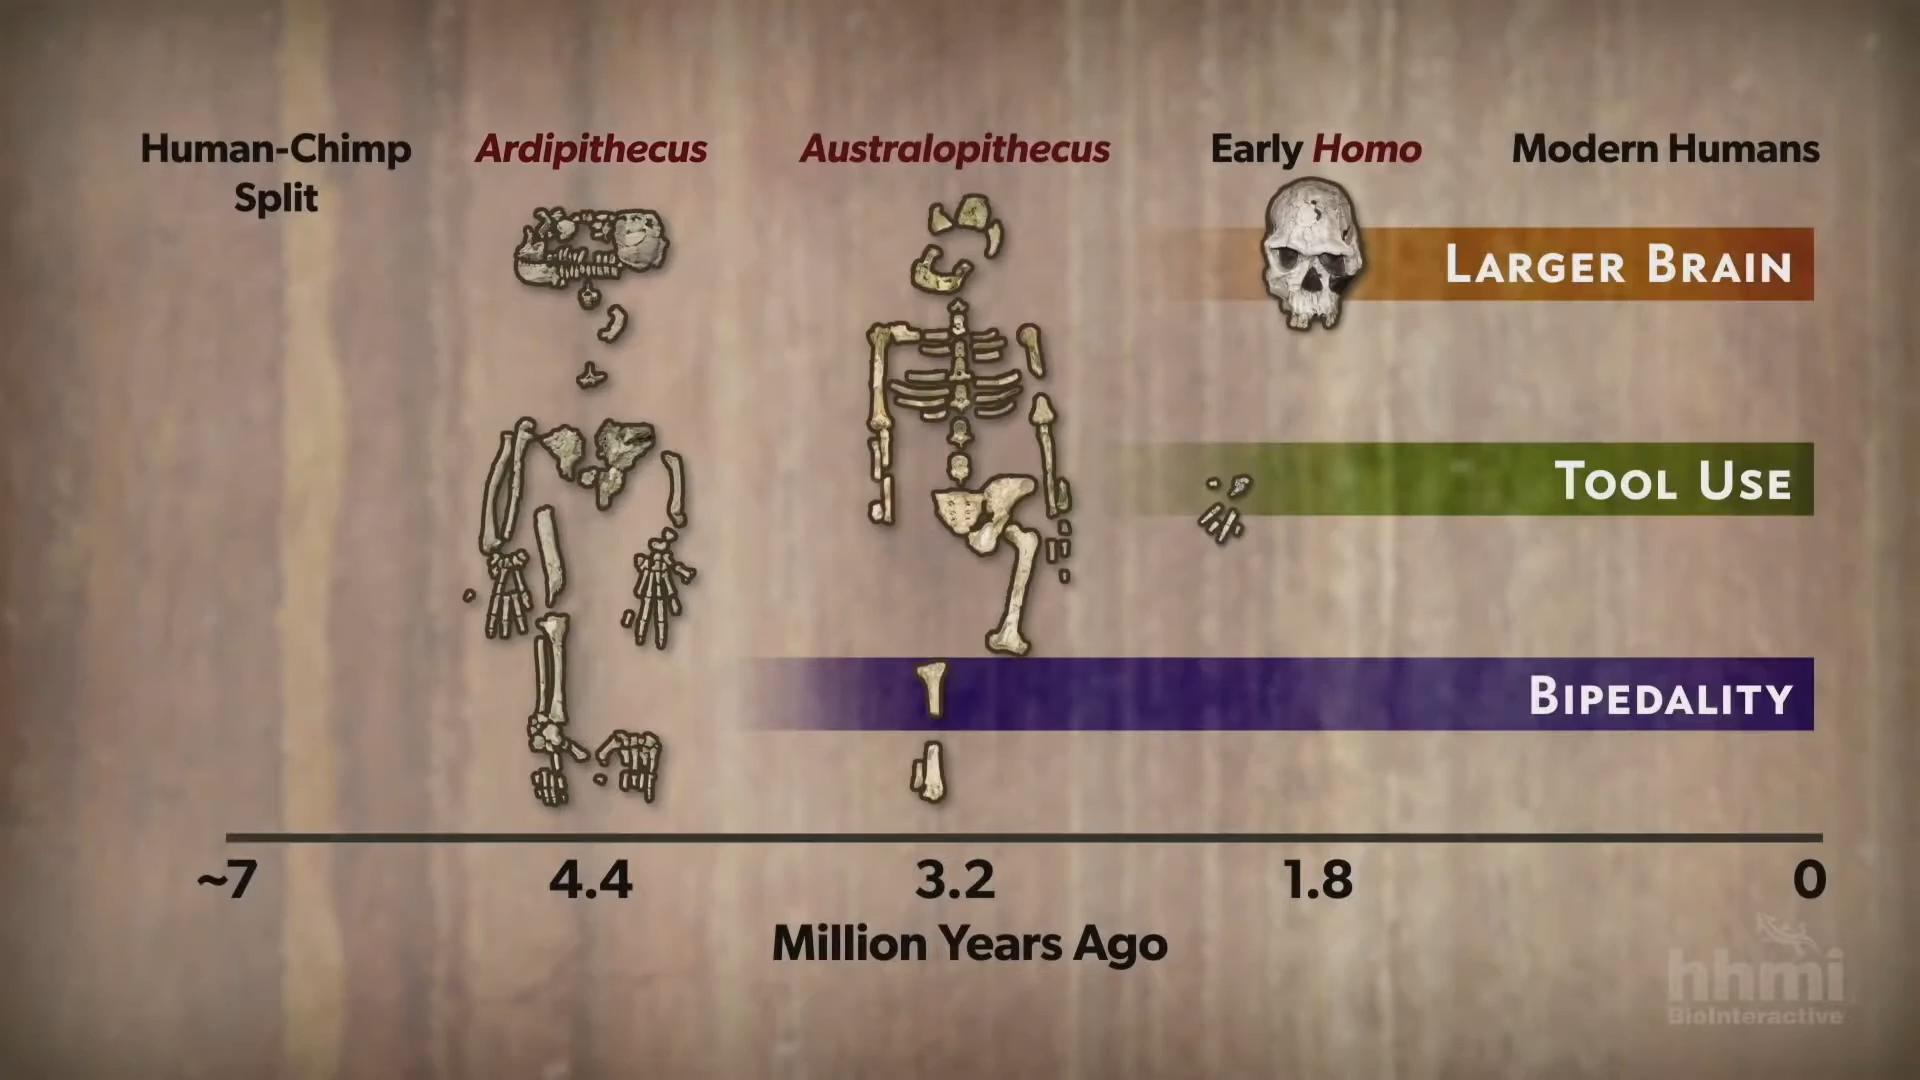 Human-Chimp Split
Ardipithecus
Australopithecus
Early Homo
Modern Humans
LARGER BRAIN
TOOL USE
BIPEDALITY
~7
4.4
3.2
1.8
0
Million Years Ago
hhmi
BioInteractive